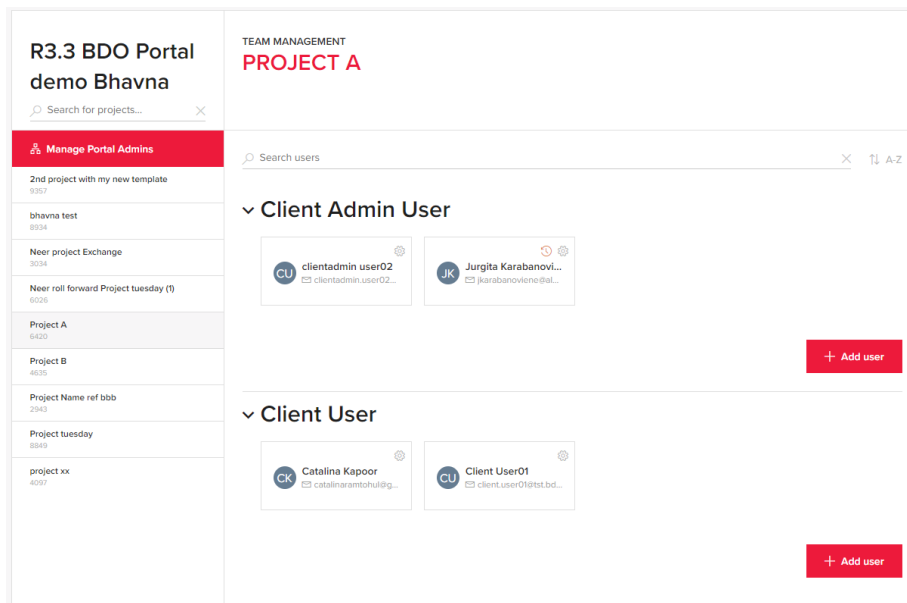 R3.3 BDO Portal
demo Bhavna
Search for projects...
Manage Portal Admins
2nd project with my new template
9357
bhavna test
8934
Neer project Exchange
3034
Neer roll forward Project tuesday (1)
6026
Project A
6420
Project B
4635
Project Name ref bbb
2943
Project tuesday
8849
project xx
4097
TEAM MANAGEMENT
PROJECT A
Search users
A-Z
Client Admin User
CU
clientadmin user02
clientadmin.user02...
JK
Jurgita Karabanovi...
jkarabanoviene@al...
+ Add user
Client User
CK
Catalina Kapoor
catalinaramtohul@g...
CU
Client User01
client.user01@tst.bd...
+ Add user